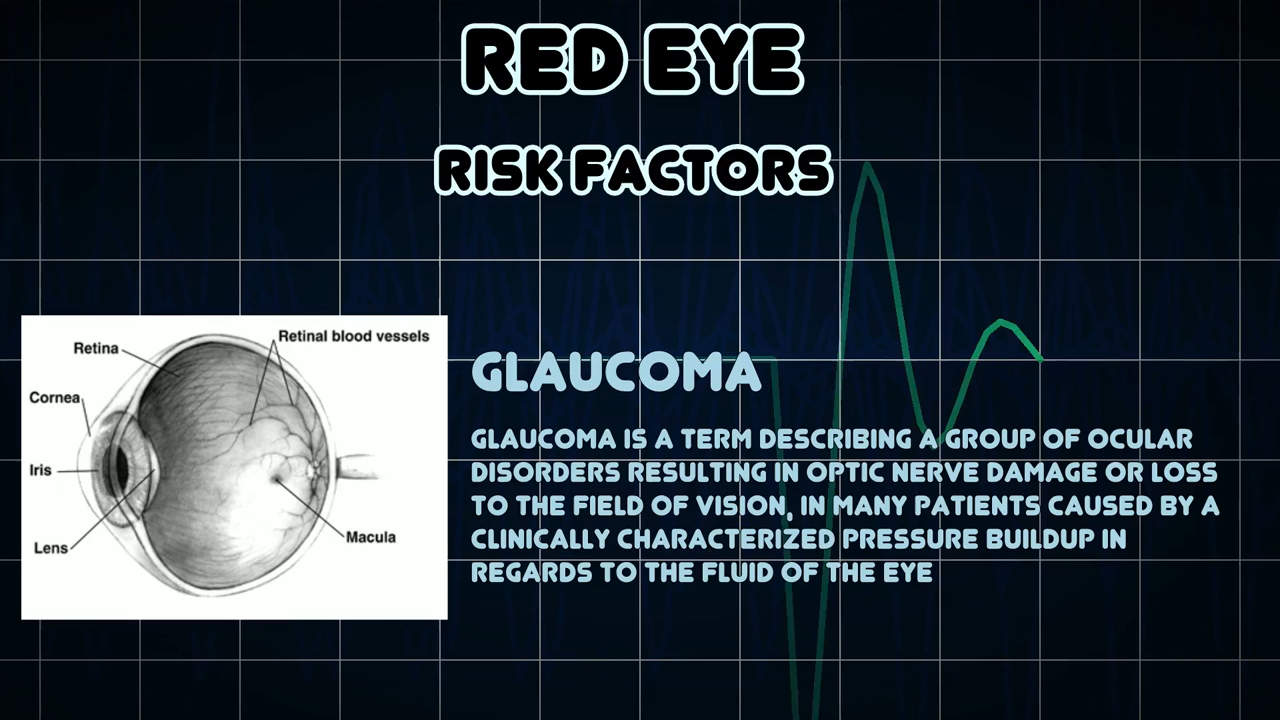 RED EYE
RISK FACTORS
Retinal blood vessels
Retina
Cornea
Iris
Lens
Macula
GLAUCOMA
GLAUCOMA IS A TERM DESCRIBING A GROUP OF OCULAR
DISORDERS RESULTING IN OPTIC NERVE DAMAGE OR LOSS
TO THE FIELD OF VISION, IN MANY PATIENTS CAUSED BY A
CLINICALLY CHARACTERIZED PRESSURE BUILDUP IN
REGARDS TO THE FLUID OF THE EYE